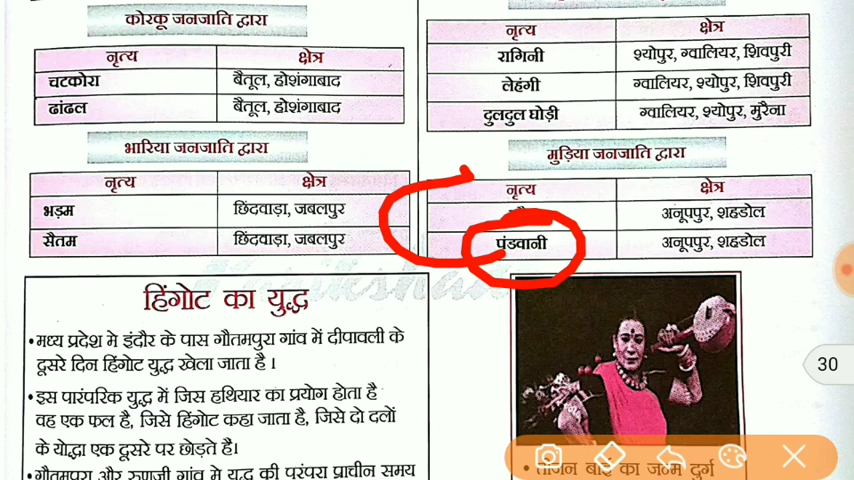 कोरकू जनजाति द्वारा
नृत्य क्षेत्र
चटकोरा बैतूल, होशंगाबाद
ढांढल बैतूल, होशंगाबाद
भारिया जनजाति द्वारा
नृत्य क्षेत्र
भड़म छिंदवाड़ा, जबलपुर
सैतम छिंदवाड़ा, जबलपुर
हिंगोट का युद्ध
•मध्य प्रदेश मे इंदौर के पास गौतमपुरा गांव में दीपावली के
दूसरे दिन हिंगोट युद्ध खेला जाता है ।
•इस पारंपरिक युद्ध में जिस हथियार का प्रयोग होता है
वह एक फल है, जिसे हिंगोट कहा जाता है, जिसे दो दलों
के योद्धा एक दूसरे पर छोड़ते है।
•गौतमपुरा और रुणजी गांव मे युद्ध की परंपरा प्राचीन समय
नृत्य क्षेत्र
रागिनी श्योपुर, ग्वालियर, शिवपुरी
लेहंगी ग्वालियर, श्योपुर, शिवपुरी
दुलदुल घोड़ी ग्वालियर, श्योपुर, मुरैना
मुड़िया जनजाति द्वारा
नृत्य क्षेत्र
अनूपपुर, शहडोल
पंडवानी अनूपपुर, शहडोल
• तीजन बाई का जन्म दुर्ग
30